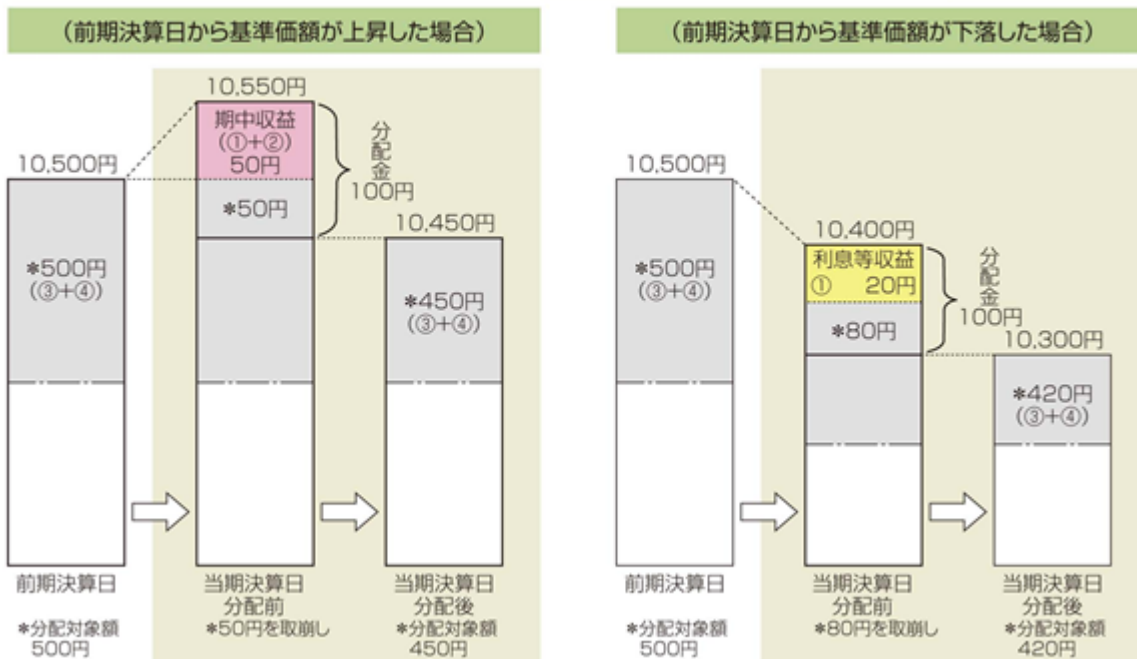 (前期決算日から基準価額が上昇した場合)
10,500円
*500円
(③+④)
10,550円
期中収益
(①+②)
50円
*50円
分配金
100円
10,450円
*450円
(③+④)
前期決算日
*分配対象額
500円
当期決算日
分配前
*50円を取崩し
当期決算日
分配後
*分配対象額
450円
(前期決算日から基準価額が下落した場合)
10,500円
*500円
(③+④)
10,400円
利息等収益
① 20円
*80円
分配金
100円
10,300円
*420円
(③+④)
前期決算日
*分配対象額
500円
当期決算日
分配前
*80円を取崩し
当期決算日
分配後
*分配対象額
420円